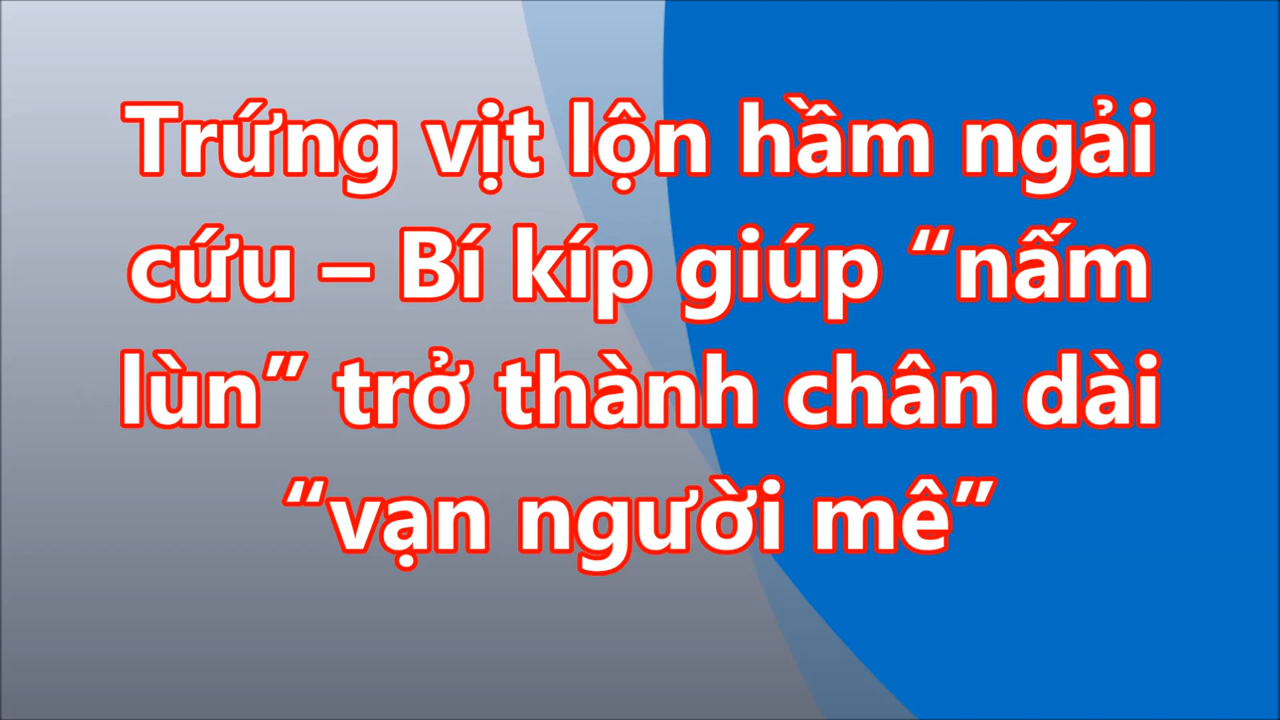 Trứng vịt lộn hầm ngải
cứu – Bí kíp giúp “nấm
lùn” trở thành chân dài
“vạn người mê”